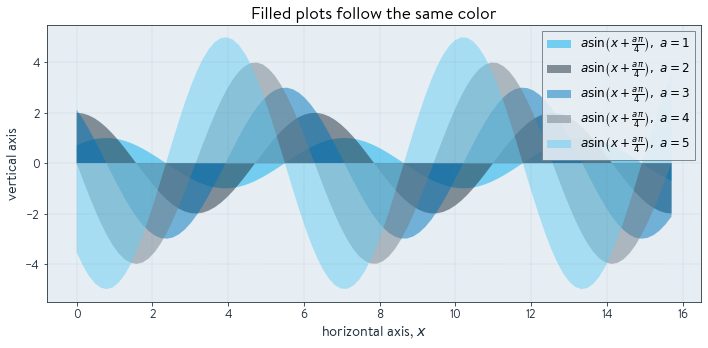 Filled plots follow the same color
vertical axis
4
2
0
−2
−4
0
2
4
6
8
10
12
14
16
horizontal axis, x
asin(x + aπ/4), a = 1
asin(x + aπ/4), a = 2
asin(x + aπ/4), a = 3
asin(x + aπ/4), a = 4
asin(x + aπ/4), a = 5